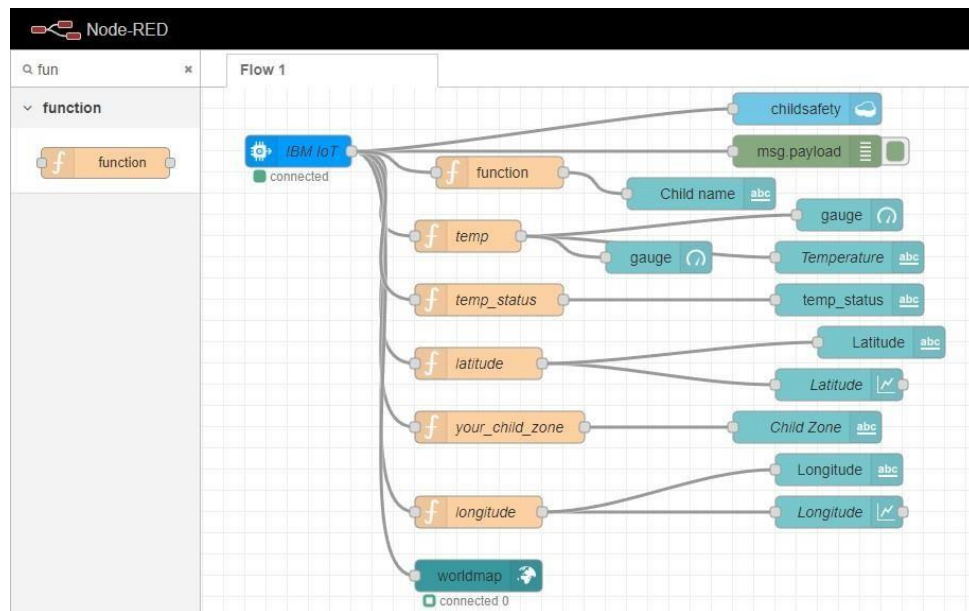 Node-RED
fun
Flow 1
function
function
IBM IoT
connected
childsafety
msg.payload
function
Child name abc
gauge
temp
gauge
Temperature abc
temp_status
temp_status abc
Latitude abc
latitude
Latitude
your_child_zone
Child Zone abc
Longitude abc
longitude
Longitude
worldmap
connected 0